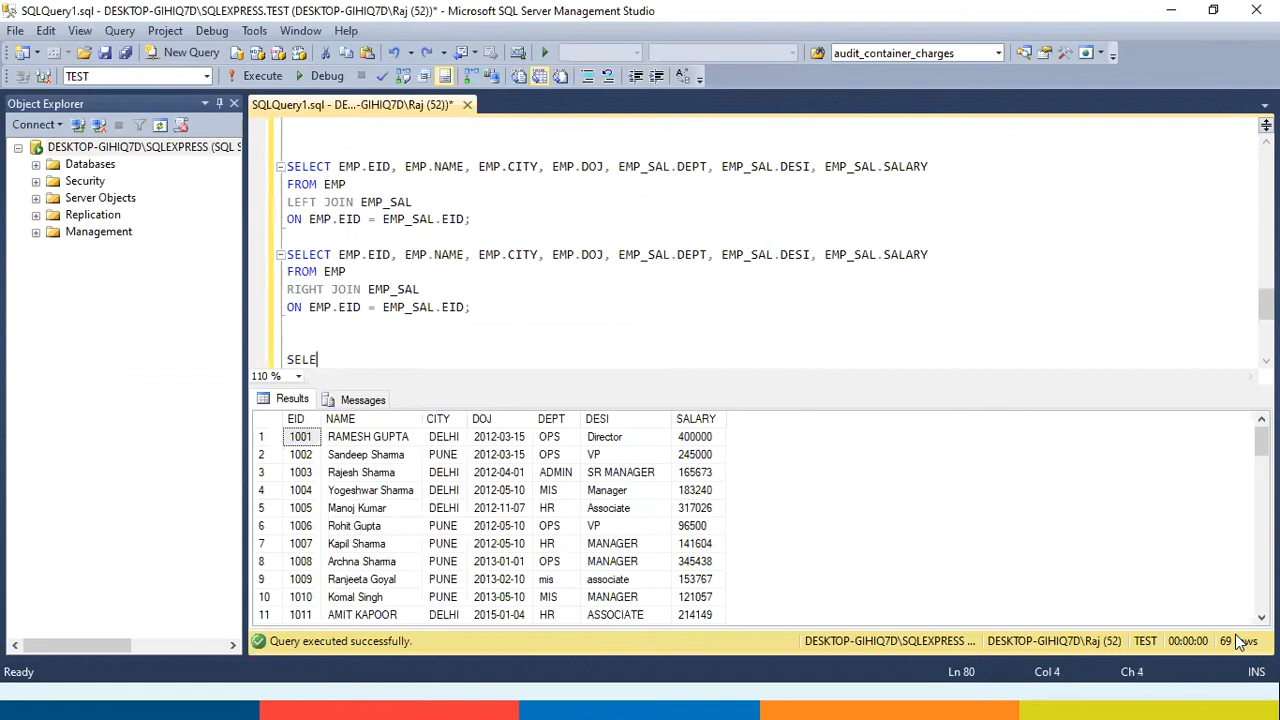 SQLQuery1.sql - DESKTOP-GIHIQ7D\SQLEXPRESS.TEST (DESKTOP-GIHIQ7D\Raj (52))* - Microsoft SQL Server Management Studio
File Edit View Query Project Debug Tools Window Help
New Query audit_container_charges
TEST Execute Debug
Object Explorer
SQLQuery1.sql - DE...-GIHIQ7D\Raj (52))*
Connect
DESKTOP-GIHIQ7D\SQLEXPRESS (SQL S
Databases
Security
Server Objects
Replication
Management
SELECT EMP.EID, EMP.NAME, EMP.CITY, EMP.DOJ, EMP_SAL.DEPT, EMP_SAL.DESI, EMP_SAL.SALARY
FROM EMP
LEFT JOIN EMP_SAL
ON EMP.EID = EMP_SAL.EID;
SELECT EMP.EID, EMP.NAME, EMP.CITY, EMP.DOJ, EMP_SAL.DEPT, EMP_SAL.DESI, EMP_SAL.SALARY
FROM EMP
RIGHT JOIN EMP_SAL
ON EMP.EID = EMP_SAL.EID;
SELE
110 %
Results Messages
EID NAME CITY DOJ DEPT DESI SALARY
1 1001 RAMESH GUPTA DELHI 2012-03-15 OPS Director 400000
2 1002 Sandeep Sharma PUNE 2012-03-15 OPS VP 245000
3 1003 Rajesh Sharma DELHI 2012-04-01 ADMIN SR MANAGER 165673
4 1004 Yogeshwar Sharma DELHI 2012-05-10 MIS Manager 183240
5 1005 Manoj Kumar DELHI 2012-11-07 HR Associate 317026
6 1006 Rohit Gupta PUNE 2012-05-10 OPS VP 96500
7 1007 Kapil Sharma PUNE 2012-05-10 HR MANAGER 141604
8 1008 Archna Sharma PUNE 2013-01-01 OPS MANAGER 345438
9 1009 Ranjeeta Goyal PUNE 2013-02-10 mis associate 153767
10 1010 Komal Singh PUNE 2013-05-10 MIS MANAGER 121057
11 1011 AMIT KAPOOR DELHI 2015-01-04 HR ASSOCIATE 214149
Query executed successfully. DESKTOP-GIHIQ7D\SQLEXPRESS ... DESKTOP-GIHIQ7D\Raj (52) TEST 00:00:00 69
Ready Ln 80 Col 4 Ch 4 INS